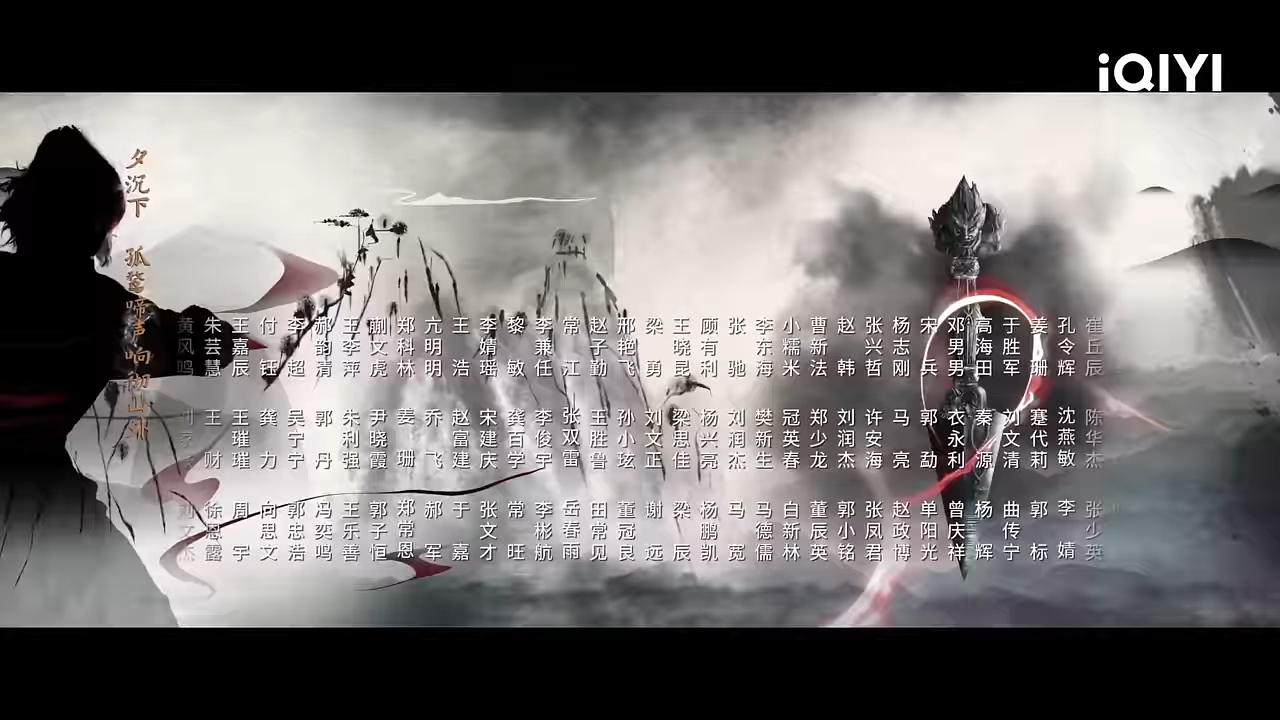 iQIYI
崔丘辰
孔令辉
姜珊
于胜军
高海田
邓男男
宋兵
杨志刚
张兴哲
赵韩
曹新法
小糯米
李东海
张驰
顾有利
王晓昆
梁勇
邢艳飞
赵子勤
常江
李兼任
黎敏
李婧瑶
王浩
亢明明
郑科林
蒯文虎
王李萍
郝韵清
李超
付钰
王嘉辰
朱芸慧
黄风鸣
陈华杰
沈燕敏
蹇代莉
刘文清
秦源
衣永利
郭勐
马亮
许安海
刘润杰
郑少龙
冠英春
樊新生
刘润杰
杨兴亮
梁思佳
刘文正
孙小玹
王胜鲁
张双雷
李俊宇
龚百学
宋建庆
赵富建
乔飞
姜珊
尹晓霞
朱利强
郭丹
吴宁宁
龚力
王璀璀
王财
张少英
李婧
郭标
曲传宁
杨辉
曾庆祥
单阳光
赵政博
张凤君
郭小铭
董辰英
白新林
马德儒
马宽
杨鹏凯
梁辰
谢远
董冠良
田常见
岳春雨
李彬航
常旺
张文才
于嘉
郝军
郑常恩
郭子恒
王乐善
冯奕鸣
郭忠浩
向思文
周宇
徐恩露
刘文杰
夕沉下 孤鹜啼声响彻山外